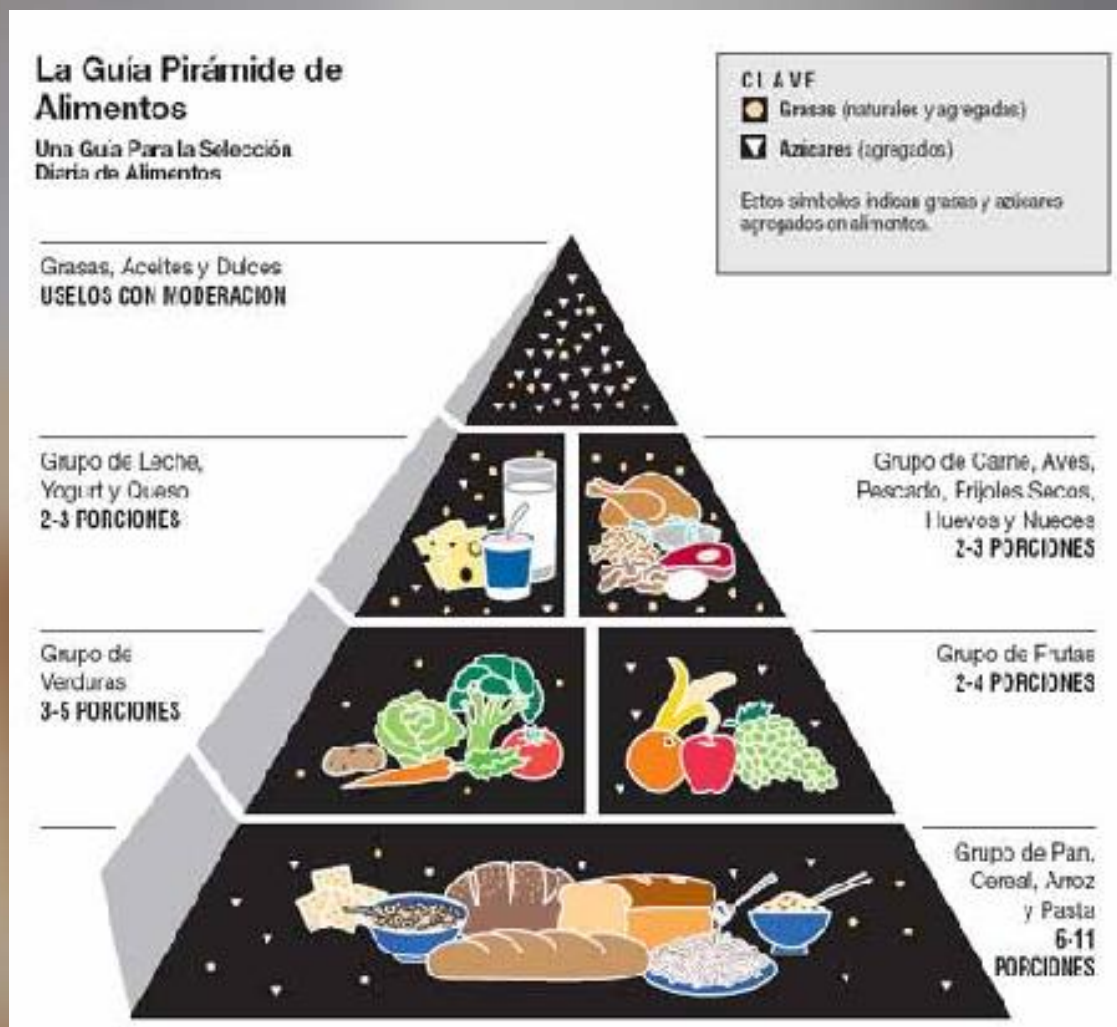 La Guía Pirámide de
Alimentos
Una Guía Para la Selección
Diaria de Alimentos
CLAVE
Grasas (naturales y agregadas)
Azúcares (agregados)
Estos símbolos indican grasas y azúcares
agregados en alimentos.
Grasas, Aceites y Dulces
USELOS CON MODERACION
Grupo de Leche,
Yogurt y Queso
2-3 PORCIONES
Grupo de Carne, Aves,
Pescado, Frijoles Secos,
Huevos y Nueces
2-3 PORCIONES
Grupo de
Verduras
3-5 PORCIONES
Grupo de Frutas
2-4 PORCIONES
Grupo de Pan,
Cereal, Arroz
y Pasta
6-11
PORCIONES